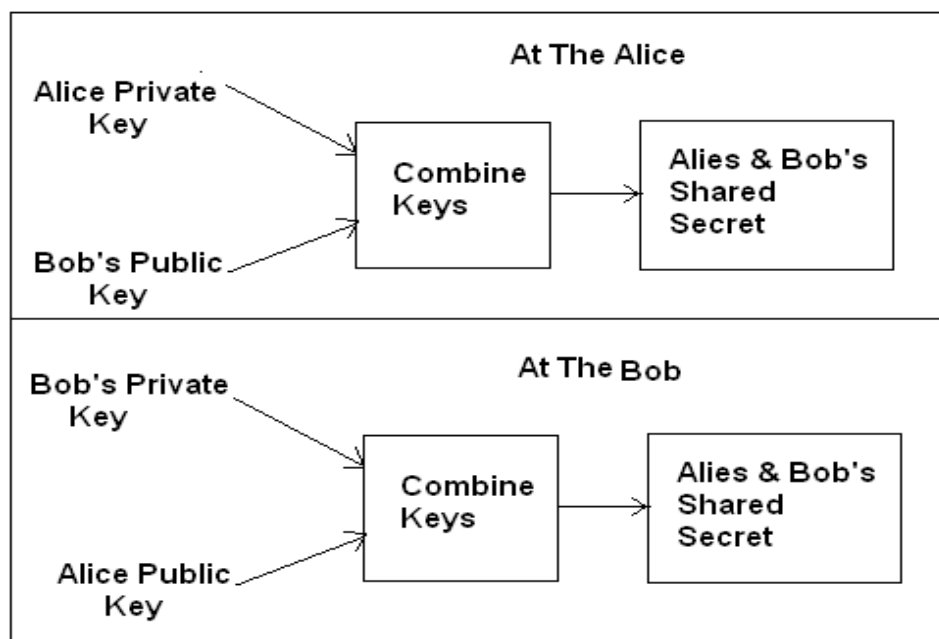 At The Alice
Alice Private
Key
Combine
Keys
Alies & Bob's
Shared
Secret
Bob's Public
Key
At The Bob
Bob's Private
Key
Combine
Keys
Alies & Bob's
Shared
Secret
Alice Public
Key